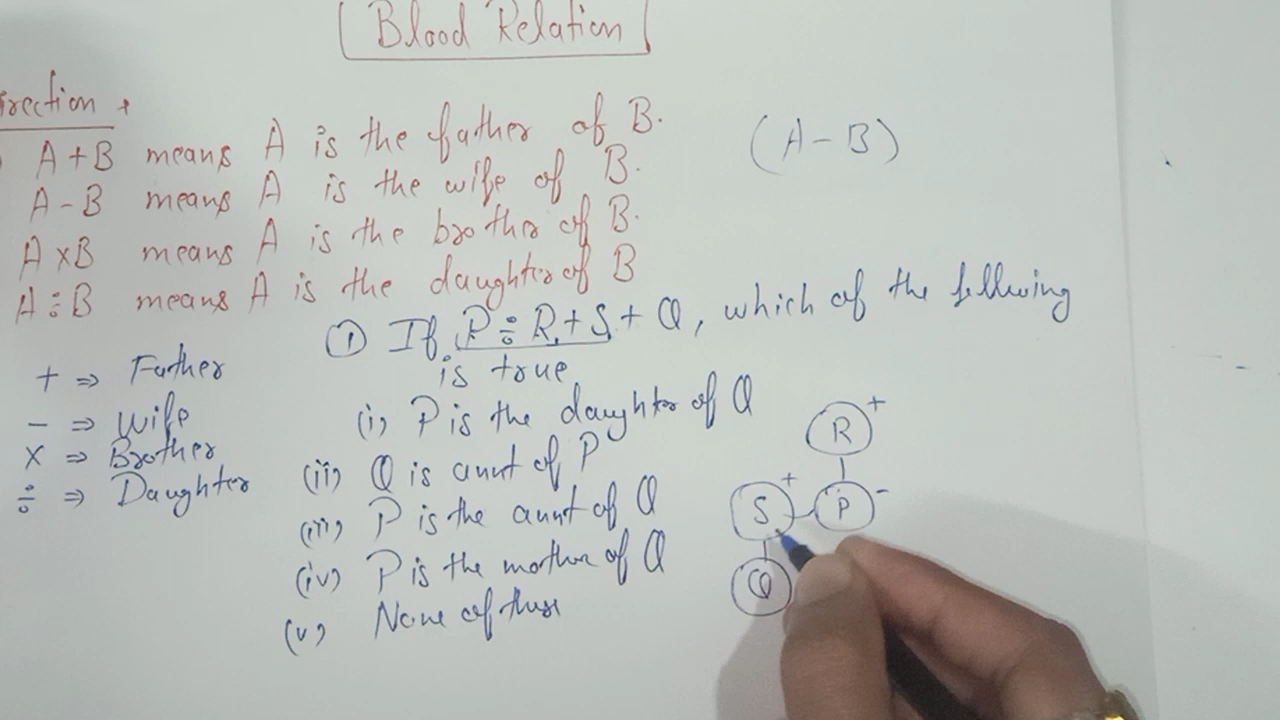 Blood Relation
rection
A+B means A is the father of B.
(A-B)
A-B means A is the wife of B.
A×B means A is the brother of B.
A÷B means A is the daughter of B
① If P÷R+S+Q, which of the following
is true
+ ⇒ Father
- ⇒ Wife
× ⇒ Brother
÷ ⇒ Daughter
(i) P is the daughter of Q
(ii) Q is aunt of P
(iii) P is the aunt of Q
(iv) P is the mother of Q
(v) None of these
R +
S + P -
Q